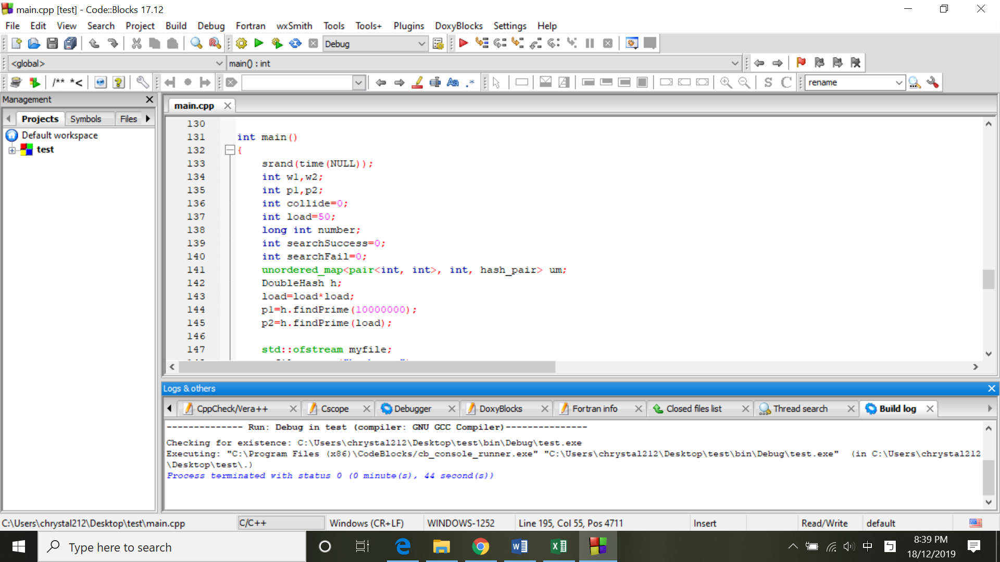 main.cpp [test] - Code::Blocks 17.12
File Edit View Search Project Build Debug Fortran wxSmith Tools Tools+ Plugins DoxyBlocks Settings Help
Debug
<global> main() : int
/** *< Aa .* S C rename
Management
Projects Symbols Files
Default workspace
test
main.cpp
130
131 int main()
132 {
133 srand(time(NULL));
134 int w1,w2;
135 int p1,p2;
136 int collide=0;
137 int load=50;
138 long int number;
139 int searchSuccess=0;
140 int searchFail=0;
141 unordered_map<pair<int, int>, int, hash_pair> um;
142 DoubleHash h;
143 load=load*load;
144 p1=h.findPrime(10000000);
145 p2=h.findPrime(load);
146
147 std::ofstream myfile;
Logs & others
CppCheck/Vera++ Cscope Debugger DoxyBlocks Fortran info Closed files list Thread search Build log
-------------- Run: Debug in test (compiler: GNU GCC Compiler)---------------
Checking for existence: C:\Users\chrystal212\Desktop\test\bin\Debug\test.exe
Executing: "C:\Program Files (x86)\CodeBlocks/cb_console_runner.exe" "C:\Users\chrystal212\Desktop\test\bin\Debug\test.exe"  (in C:\Users\chrystal212
\Desktop\test\.)
Process terminated with status 0 (0 minute(s), 44 second(s))
C:\Users\chrystal212\Desktop\test\main.cpp C/C++ Windows (CR+LF) WINDOWS-1252 Line 195, Col 55, Pos 4711 Insert Read/Write default
Type here to search
中 ㄅ
8:39 PM
18/12/2019